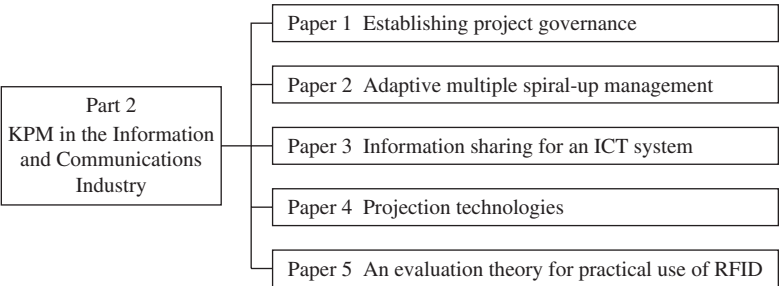 Part 2
KPM in the Information
and Communications
Industry
Paper 1 Establishing project governance
Paper 2 Adaptive multiple spiral-up management
Paper 3 Information sharing for an ICT system
Paper 4 Projection technologies
Paper 5 An evaluation theory for practical use of RFID